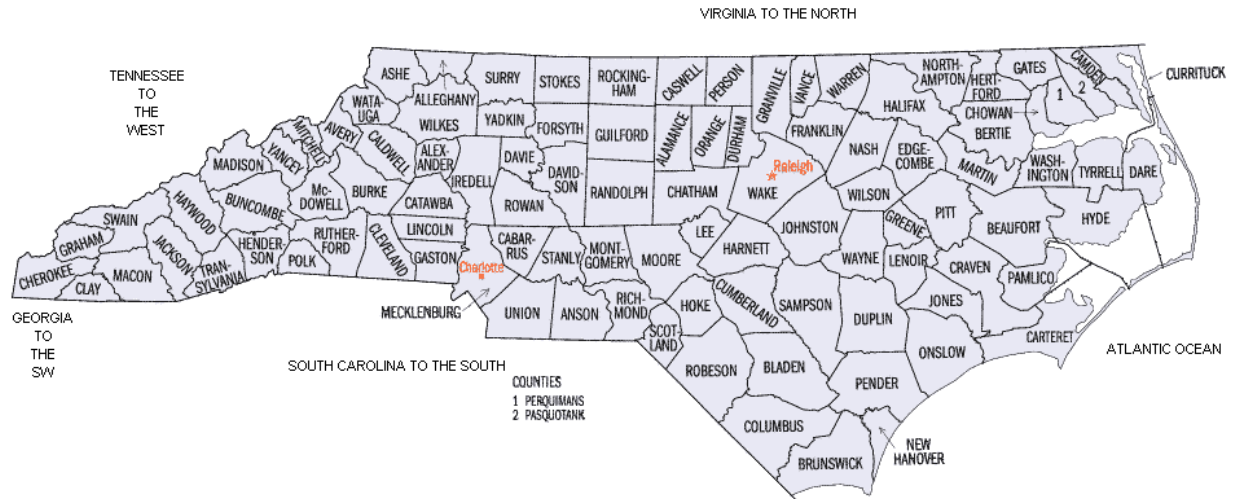 VIRGINIA TO THE NORTH
TENNESSEE
TO
THE
WEST
ASHE
ALLEGHANY
SURRY
STOKES
ROCKING-
HAM
CASWELL
PERSON
GRANVILLE
VANCE
WARREN
NORTH-
AMPTON
HERT-
FORD
GATES
CAMDEN
CURRITUCK
1
2
WATA-
UGA
WILKES
YADKIN
FORSYTH
GUILFORD
ALAMANCE
ORANGE
DURHAM
FRANKLIN
HALIFAX
CHOWAN
BERTIE
MITCHELL
AVERY
CALDWELL
ALEX-
ANDER
IREDELL
DAVIE
DAVID-
SON
RANDOLPH
CHATHAM
Raleigh
WAKE
NASH
EDGE-
COMBE
MARTIN
WASH-
INGTON
TYRRELL
DARE
MADISON
YANCEY
Mc-
DOWELL
BURKE
CATAWBA
ROWAN
WILSON
PITT
HYDE
SWAIN
HAYWOOD
BUNCOMBE
RUTHER-
FORD
CLEVELAND
LINCOLN
GASTON
CABAR-
RUS
STANLY
MONT-
GOMERY
MOORE
LEE
HARNETT
JOHNSTON
GREENE
BEAUFORT
GRAHAM
CHEROKEE
CLAY
MACON
JACKSON
TRAN-
SYLVANIA
HENDER-
SON
POLK
Charlotte
MECKLENBURG
UNION
ANSON
RICH-
MOND
SCOT-
LAND
HOKE
CUMBERLAND
SAMPSON
WAYNE
LENOIR
CRAVEN
PAMLICO
JONES
DUPLIN
CARTERET
ONSLOW
GEORGIA
TO
THE
SW
SOUTH CAROLINA TO THE SOUTH
ATLANTIC OCEAN
ROBESON
BLADEN
PENDER
COUNTIES
1 PERQUIMANS
2 PASQUOTANK
COLUMBUS
BRUNSWICK
NEW
HANOVER